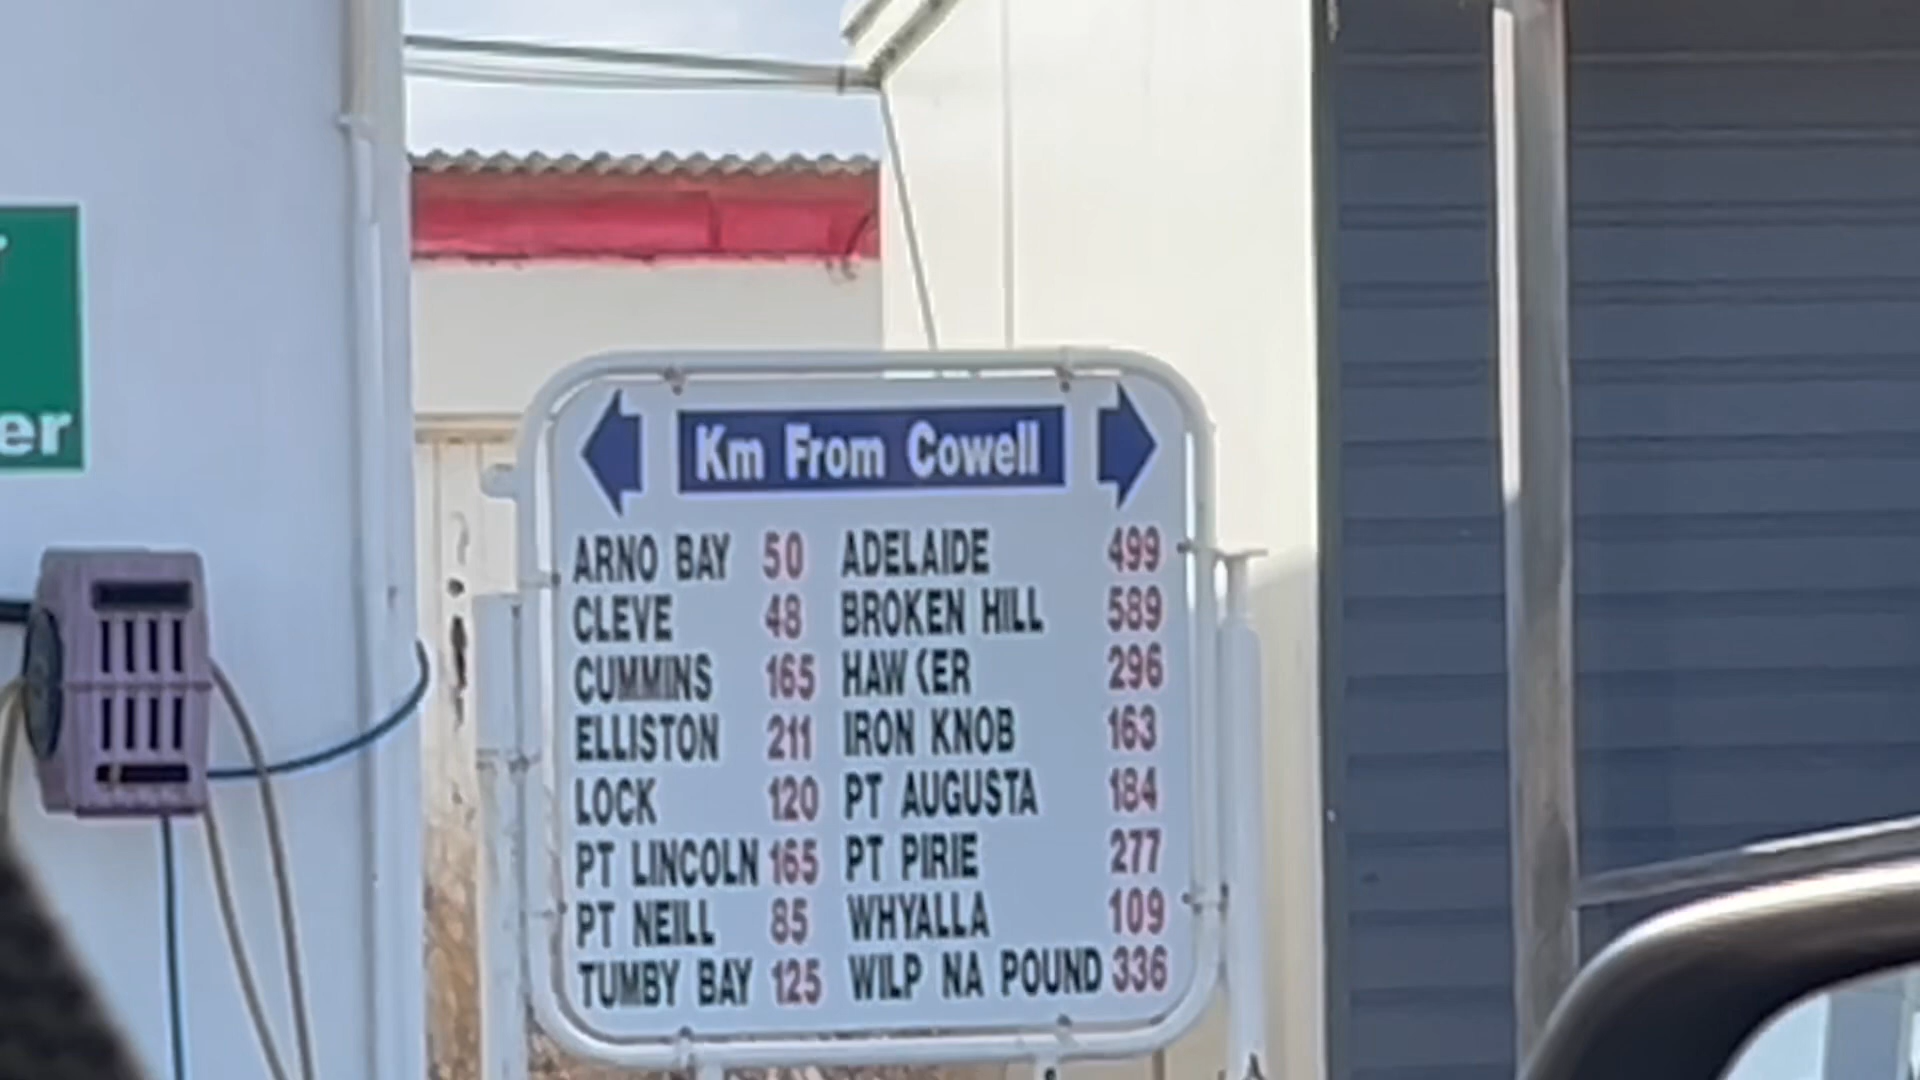 er
Km From Cowell
ARNO BAY 50 ADELAIDE 499
CLEVE 48 BROKEN HILL 589
CUMMINS 165 HAWKER 296
ELLISTON 211 IRON KNOB 163
LOCK 120 PT AUGUSTA 184
PT LINCOLN 165 PT PIRIE 277
PT NEILL 85 WHYALLA 109
TUMBY BAY 125 WILP NA POUND 336